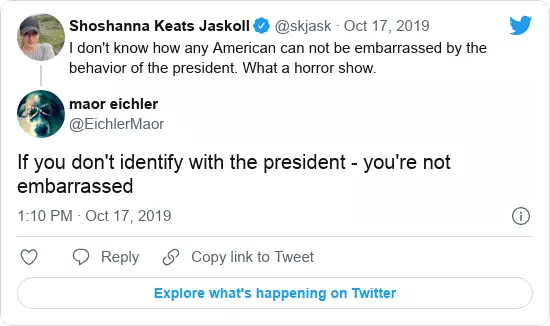 Shoshanna Keats Jaskoll @skjask · Oct 17, 2019
I don't know how any American can not be embarrassed by the
behavior of the president. What a horror show.
maor eichler
@EichlerMaor
If you don't identify with the president - you're not
embarrassed
1:10 PM · Oct 17, 2019
Reply Copy link to Tweet
Explore what's happening on Twitter